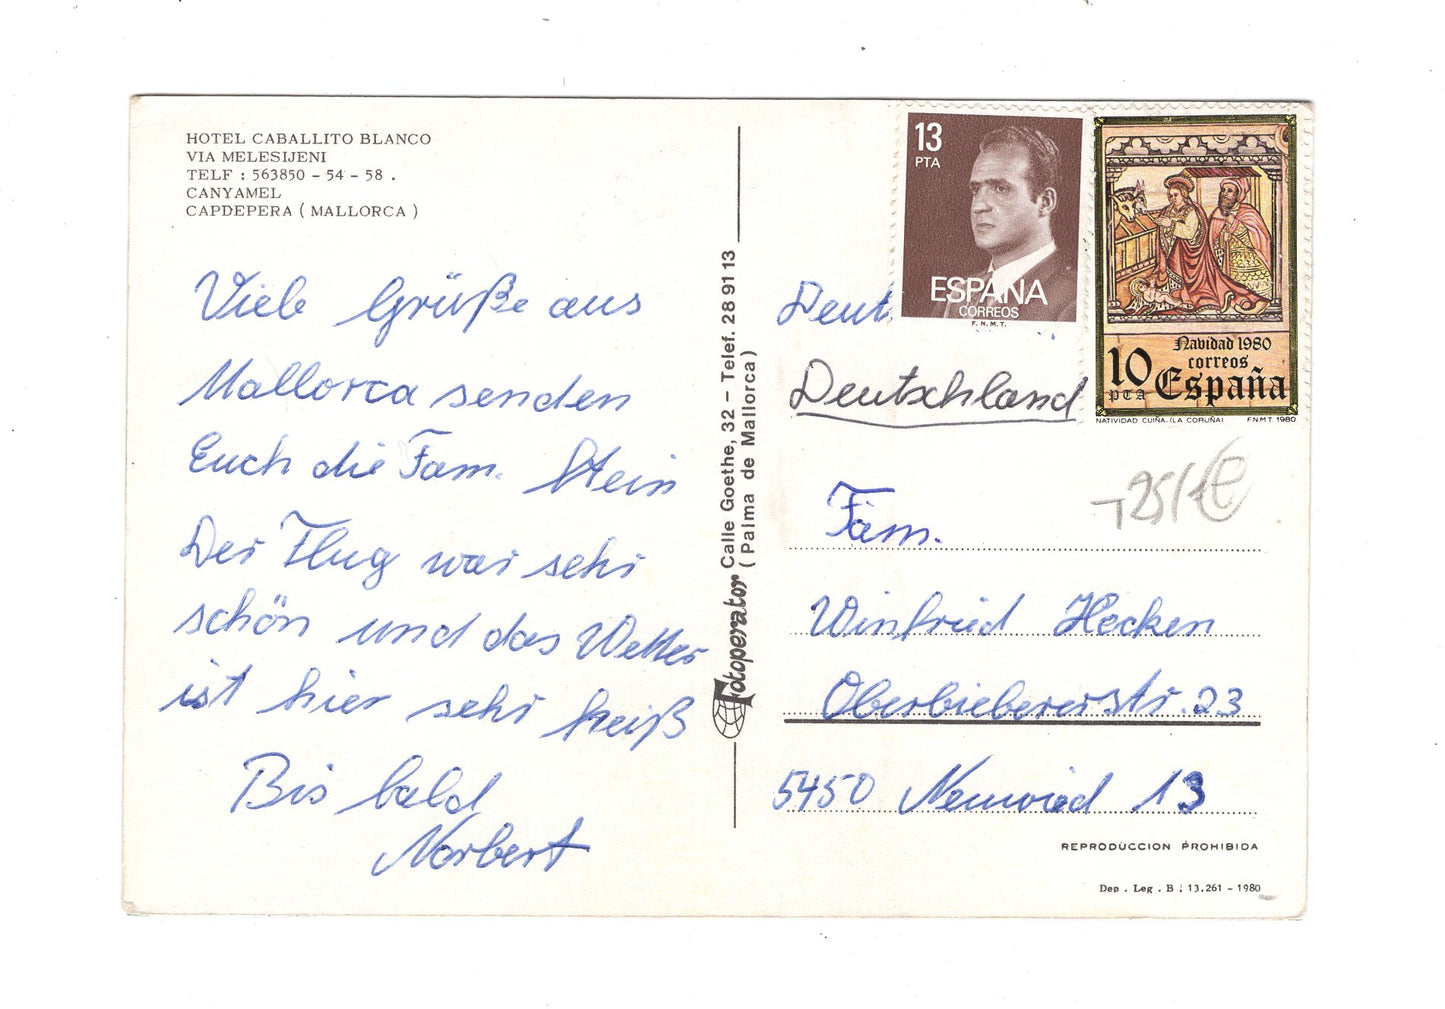 HOTEL CABALLITO BLANCO
VIA MELESIJENI
TELF : 563850 - 54 - 58 .
CANYAMEL
CAPDEPERA ( MALLORCA )
Viele Grüße aus
Mallorca senden
Euch die Fam. Stein
Der Flug war sehr
schön und das Wetter
ist hier sehr heiß
Bis bald
Norbert
Fotoperator Calle Goethe, 32 – Telef. 28 91 13
( Palma de Mallorca )
13
PTA
ESPAÑA
CORREOS
F. N. M. T.
Navidad 1980
correos
10
PTA
España
NATIVIDAD CUIÑA. (LA CORUÑA) F N M T. 1980.
Deut
Deutschland
Fam.
Winfried Hecken
Oberbiebererstr. 23
5450 Neuwied 13
REPRODUCCION PROHIBIDA
Dep . Leg . B : 13.261 - 1980